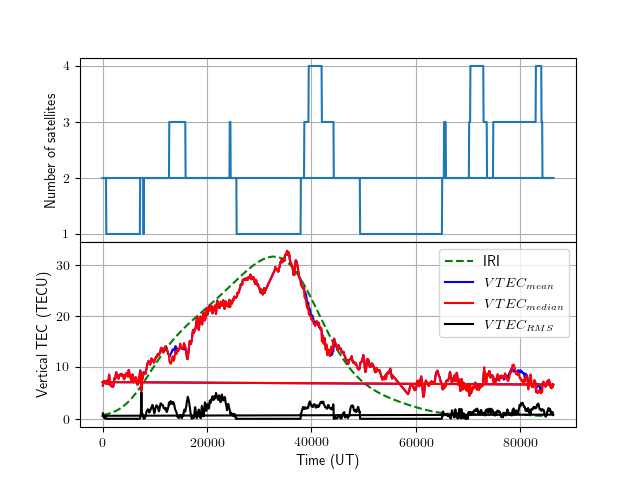 4
3
2
1
Number of satellites
30
20
10
0
Vertical TEC (TECU)
IRI
VTEC_mean
VTEC_median
VTEC_RMS
0 20000 40000 60000 80000
Time (UT)